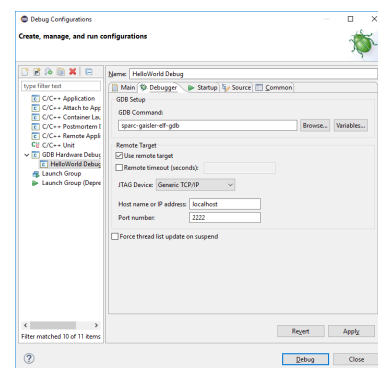 Debug Configurations
Create, manage, and run configurations
type filter text
C/C++ Application
C/C++ Attach to App
C/C++ Container Lau
C/C++ Postmortem I
C/C++ Remote Appli
C/C++ Unit
GDB Hardware Debug
HelloWorld Debug
Launch Group
Launch Group (Depre
Filter matched 10 of 11 items
Name: HelloWorld Debug
Main Debugger Startup Source Common
GDB Setup
GDB Command:
sparc-gaisler-elf-gdb Browse... Variables...
Remote Target
Use remote target
Remote timeout (seconds):
JTAG Device: Generic TCP/IP
Host name or IP address: localhost
Port number: 2222
Force thread list update on suspend
Revert Apply
Debug Close